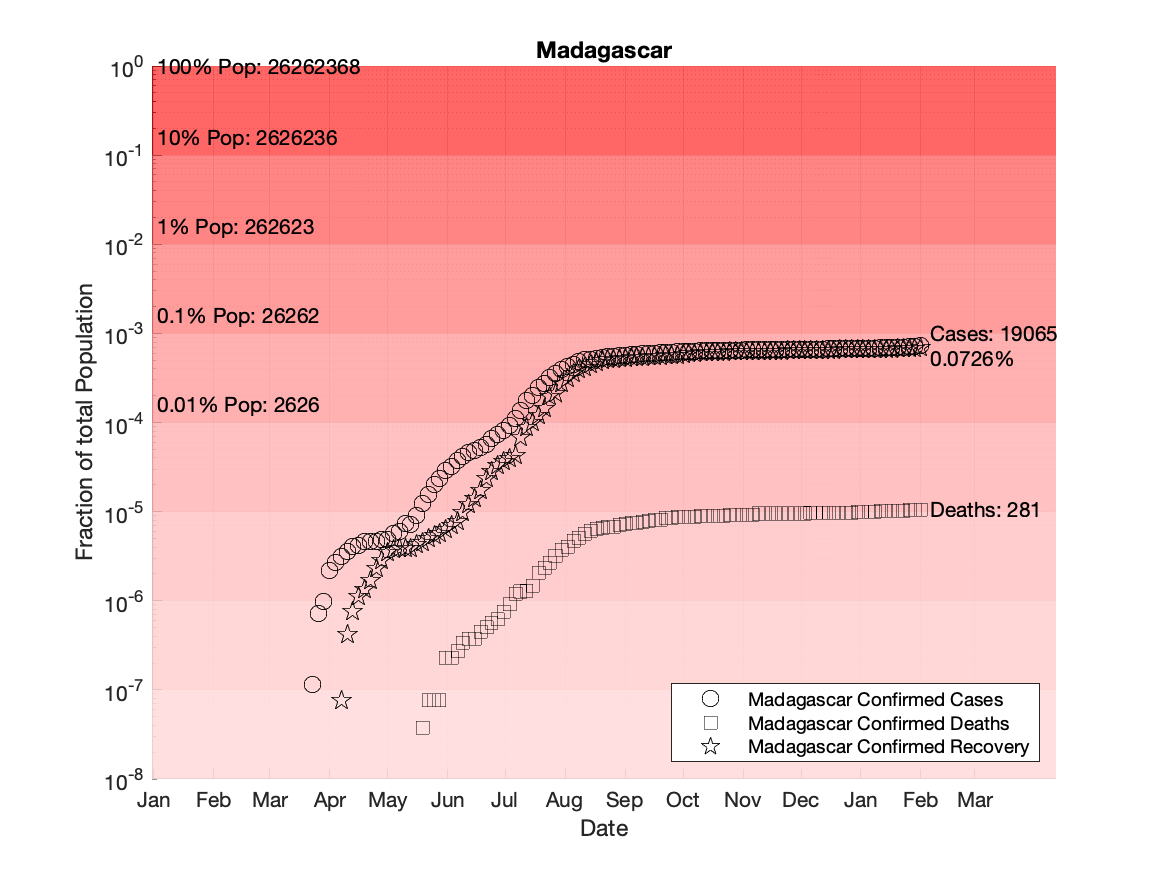 Madagascar
10^0
100% Pop: 26262368
10% Pop: 2626236
10^-1
1% Pop: 262623
10^-2
0.1% Pop: 26262
10^-3
Cases: 19065
0.0726%
0.01% Pop: 2626
10^-4
10^-5
Deaths: 281
10^-6
10^-7
10^-8
Fraction of total Population
Madagascar Confirmed Cases
Madagascar Confirmed Deaths
Madagascar Confirmed Recovery
Jan Feb Mar Apr May Jun Jul Aug Sep Oct Nov Dec Jan Feb Mar
Date